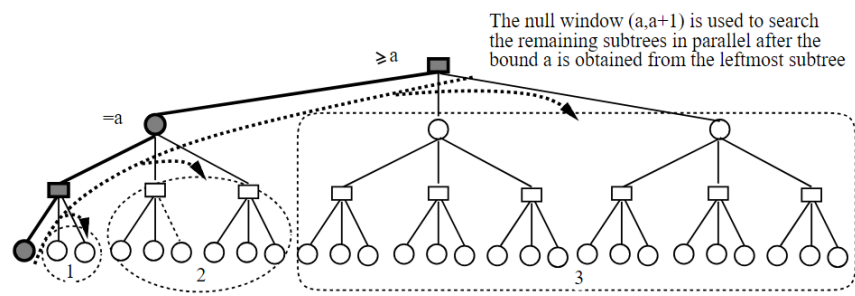 The null window (a,a+1) is used to search
the remaining subtrees in parallel after the
bound a is obtained from the leftmost subtree
⩾a
=a
1
2
3